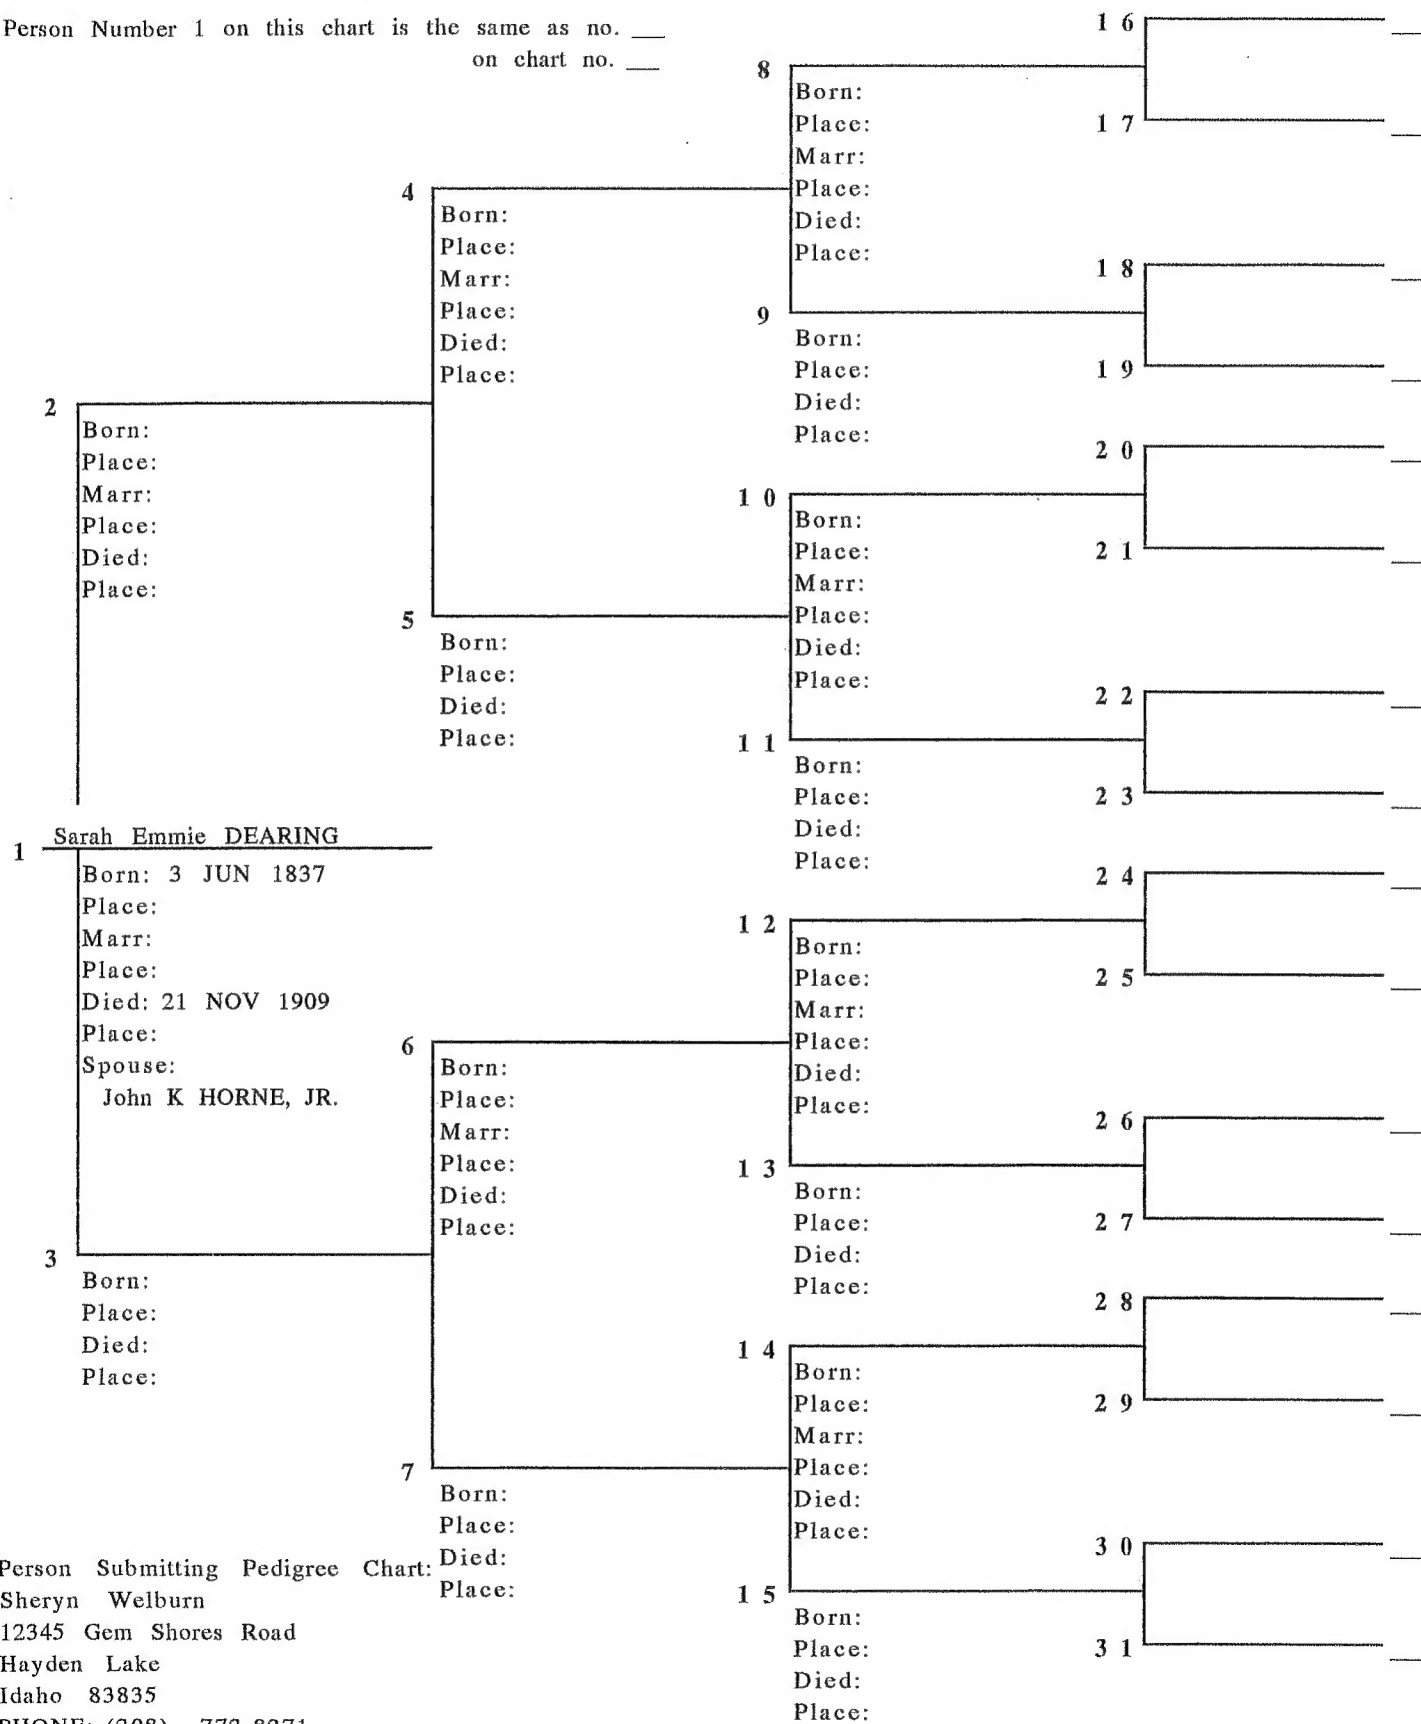 Person Number 1 on this chart is the same as no. __
on chart no. __
2
Born:
Place:
Marr:
Place:
Died:
Place:
1 Sarah Emmie DEARING
Born: 3 JUN 1837
Place:
Marr:
Place:
Died: 21 NOV 1909
Place:
Spouse:
John K HORNE, JR.
3
Born:
Place:
Died:
Place:
4
Born:
Place:
Marr:
Place:
Died:
Place:
5
Born:
Place:
Died:
Place:
6
Born:
Place:
Marr:
Place:
Died:
Place:
7
Born:
Place:
Died:
Place:
8
Born:
Place:
Marr:
Place:
Died:
Place:
9
Born:
Place:
Died:
Place:
10
Born:
Place:
Marr:
Place:
Died:
Place:
11
Born:
Place:
Died:
Place:
12
Born:
Place:
Marr:
Place:
Died:
Place:
13
Born:
Place:
Died:
Place:
14
Born:
Place:
Marr:
Place:
Died:
Place:
15
Born:
Place:
Died:
Place:
16
17
18
19
20
21
22
23
24
25
26
27
28
29
30
31
Person Submitting Pedigree Chart:
Sheryn Welburn
12345 Gem Shores Road
Hayden Lake
Idaho 83835
PHONE: